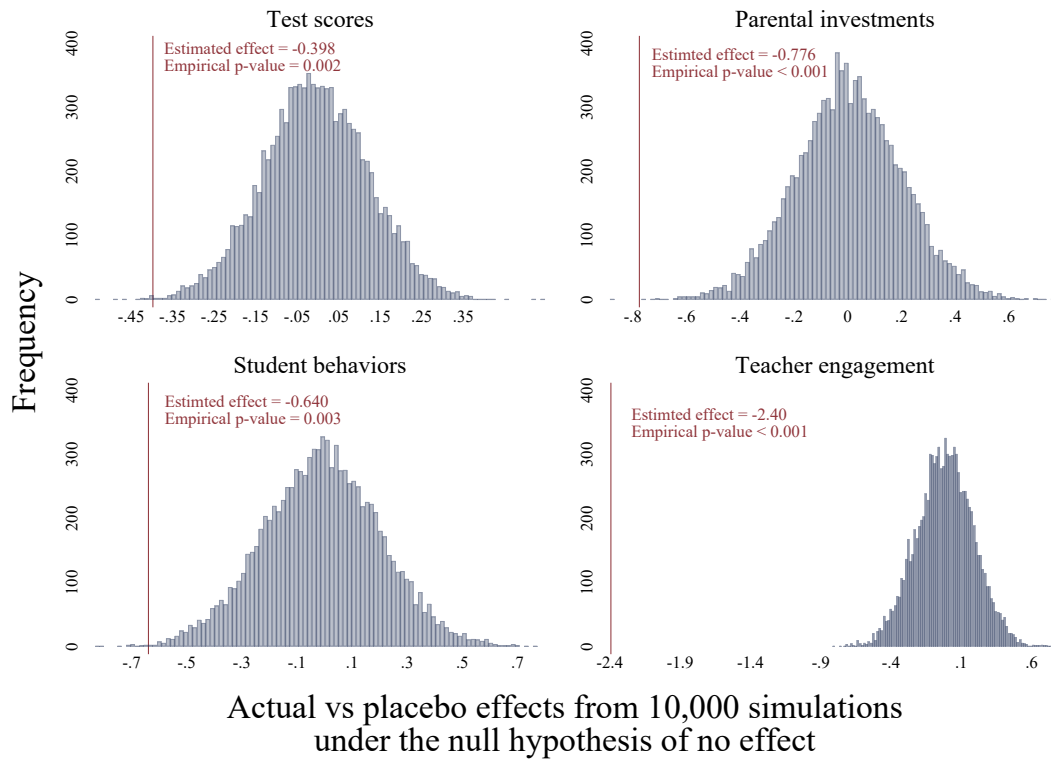 Test scores
Estimated effect = -0.398
Empirical p-value = 0.002
400
300
200
100
0
-.45 -.35 -.25 -.15 -.05 .05 .15 .25 .35
Parental investments
Estimted effect = -0.776
Empirical p-value < 0.001
400
300
200
100
0
-.8 -.6 -.4 -.2 0 .2 .4 .6
Frequency
Student behaviors
Estimted effect = -0.640
Empirical p-value = 0.003
400
300
200
100
0
-.7 -.5 -.3 -.1 .1 .3 .5 .7
Teacher engagement
Estimted effect = -2.40
Empirical p-value < 0.001
400
300
200
100
0
-2.4 -1.9 -1.4 -.9 -.4 .1 .6
Actual vs placebo effects from 10,000 simulations
under the null hypothesis of no effect